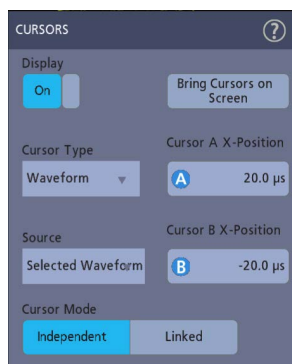 CURSORS
?
Display
On
Bring Cursors on
Screen
Cursor Type
Waveform
Cursor A X-Position
A
20.0 µs
Source
Selected Waveform
Cursor B X-Position
B
-20.0 µs
Cursor Mode
Independent
Linked